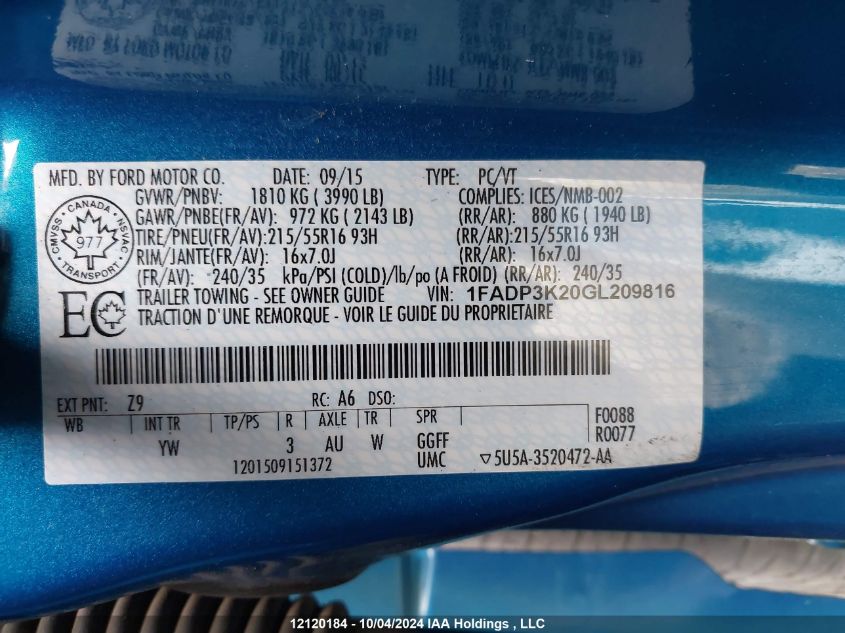 MFD. BY FORD MOTOR CO. DATE: 09/15 TYPE: PC/VT
GVWR/PNBV: 1810 KG ( 3990 LB) COMPLIES: ICES/NMB-002
GAWR/PNBE(FR/AV): 972 KG ( 2143 LB) (RR/AR): 880 KG ( 1940 LB)
TIRE/PNEU(FR/AV):215/55R16 93H (RR/AR):215/55R16 93H
RIM/JANTE(FR/AV): 16x7.0J (RR/AR): 16x7.0J
(FR/AV): 240/35 kPa/PSI (COLD)/lb/po (A FROID) (RR/AR): 240/35
TRAILER TOWING - SEE OWNER GUIDE VIN: 1FADP3K20GL209816
TRACTION D'UNE REMORQUE - VOIR LE GUIDE DU PROPRIETAIRE
CANADA
CMVSS NSVAC
977
TRANSPORT
EC
EXT PNT: Z9 RC: A6 DSO:
WB INT TR TP/PS R AXLE TR SPR F0088
YW 3 AU W GGFF R0077
1201509151372 UMC ▽5U5A-3520472-AA
12120184 - 10/04/2024 IAA Holdings , LLC